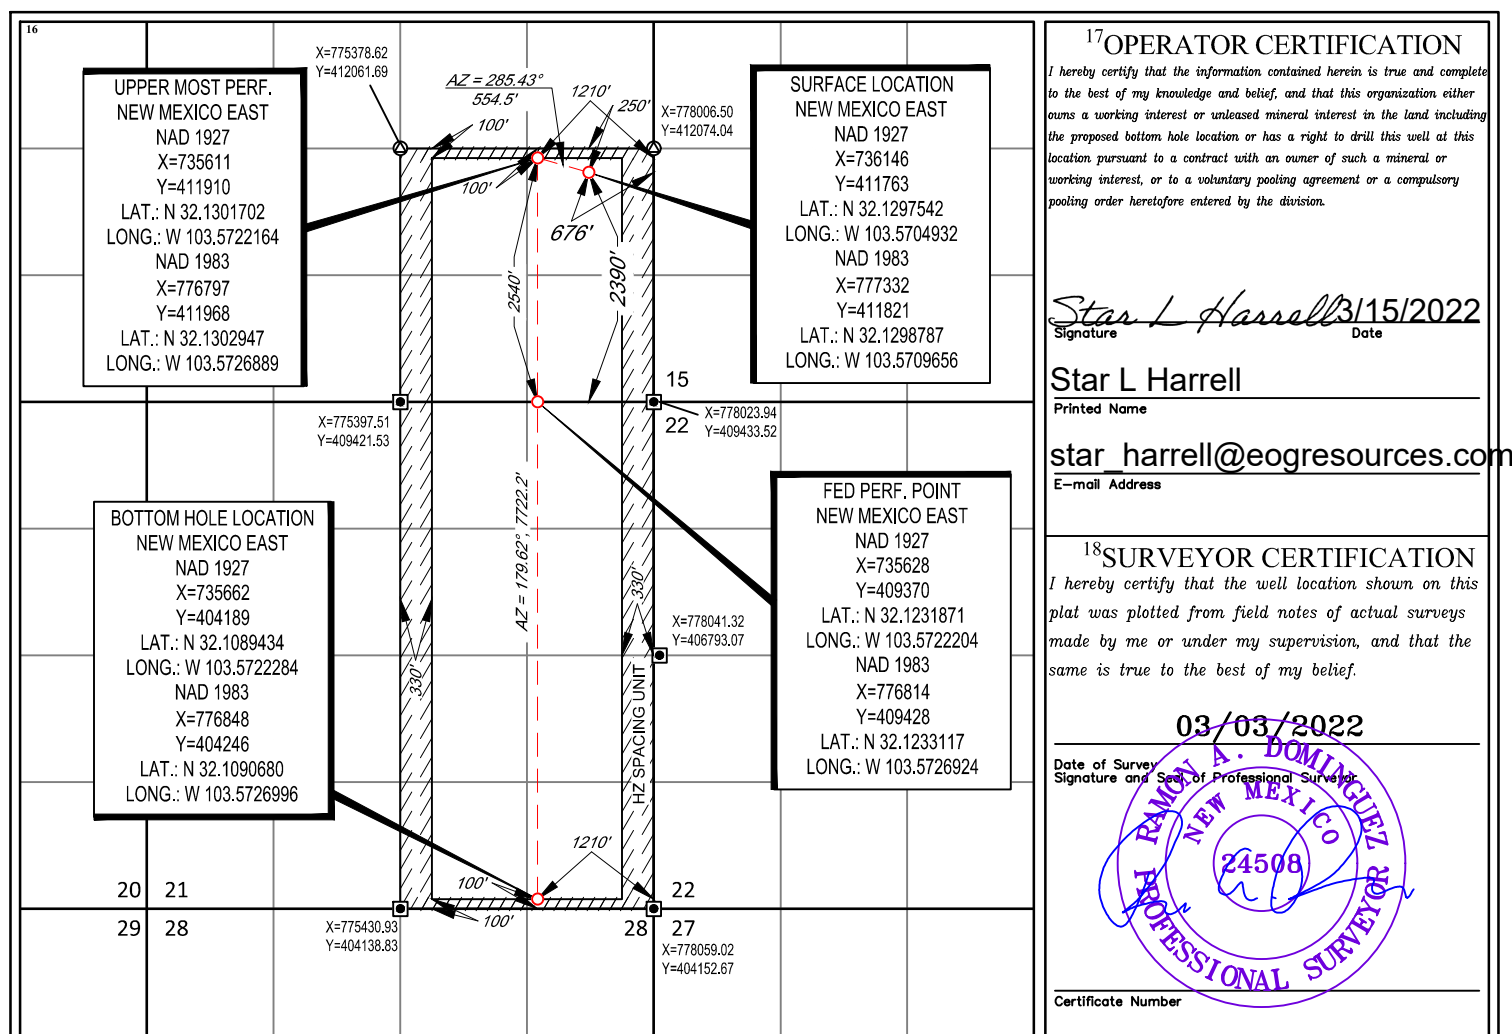 16
X=775378.62
Y=412061.69
AZ = 285.43°
554.5'
1210'
250'
100'
X=778006.50
Y=412074.04
UPPER MOST PERF.
NEW MEXICO EAST
NAD 1927
X=735611
Y=411910
LAT.: N 32.1301702
LONG.: W 103.5722164
NAD 1983
X=776797
Y=411968
LAT.: N 32.1302947
LONG.: W 103.5726889
SURFACE LOCATION
NEW MEXICO EAST
NAD 1927
X=736146
Y=411763
LAT.: N 32.1297542
LONG.: W 103.5704932
NAD 1983
X=777332
Y=411821
LAT.: N 32.1298787
LONG.: W 103.5709656
100'
676'
2540'
2390'
15
22
X=775397.51
Y=409421.53
X=778023.94
Y=409433.52
BOTTOM HOLE LOCATION
NEW MEXICO EAST
NAD 1927
X=735662
Y=404189
LAT.: N 32.1089434
LONG.: W 103.5722284
NAD 1983
X=776848
Y=404246
LAT.: N 32.1090680
LONG.: W 103.5726996
FED PERF. POINT
NEW MEXICO EAST
NAD 1927
X=735628
Y=409370
LAT.: N 32.1231871
LONG.: W 103.5722204
NAD 1983
X=776814
Y=409428
LAT.: N 32.1233117
LONG.: W 103.5726924
AZ = 179.62°, 7722.2'
330'
330'
X=778041.32
Y=406793.07
HZ SPACING UNIT
1210'
100'
100'
20 21
29 28
22
28 27
X=775430.93
Y=404138.83
X=778059.02
Y=404152.67
17OPERATOR CERTIFICATION
I hereby certify that the information contained herein is true and complete
to the best of my knowledge and belief, and that this organization either
owns a working interest or unleased mineral interest in the land including
the proposed bottom hole location or has a right to drill this well at this
location pursuant to a contract with an owner of such a mineral or
working interest, or to a voluntary pooling agreement or a compulsory
pooling order heretofore entered by the division.
Star L Harrell 3/15/2022
Signature Date
Star L Harrell
Printed Name
star_harrell@eogresources.com
E-mail Address
18SURVEYOR CERTIFICATION
I hereby certify that the well location shown on this
plat was plotted from field notes of actual surveys
made by me or under my supervision, and that the
same is true to the best of my belief.
03/03/2022
Date of Survey
Signature and Seal of Professional Surveyor
RAMON A. DOMINGUEZ
NEW MEXICO
24508
PROFESSIONAL SURVEYOR
Certificate Number